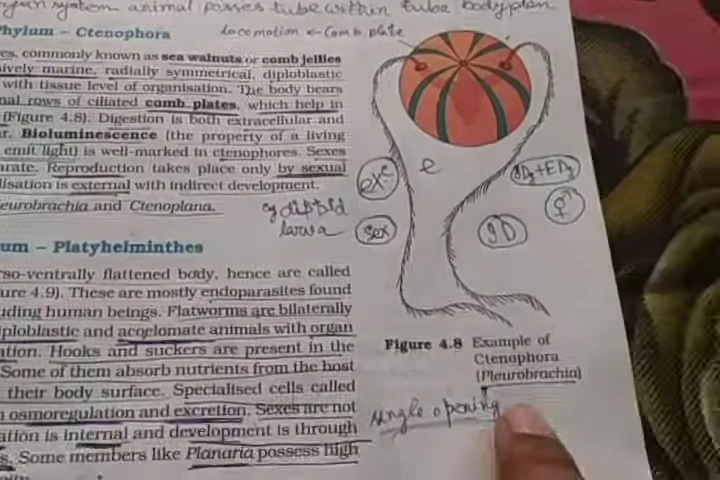 system animal posses tube within tube body plan
Phylum – Ctenophora
locomotion e-Comb plate
es, commonly known as sea walnuts or comb jellies
ively marine, radially symmetrical, diploblastic
with tissue level of organisation. The body bears
nal rows of ciliated comb plates, which help in
(Figure 4.8). Digestion is both extracellular and
ar. Bioluminescence (the property of a living
emit light) is well-marked in ctenophores. Sexes
arate. Reproduction takes place only by sexual
ilisation is external with indirect development.
leurobrachia and Ctenoplana.
larva
e
sex
ID
um – Platyhelminthes
rso-ventrally flattened body, hence are called
ure 4.9). These are mostly endoparasites found
uding human beings. Flatworms are bilaterally
iploblastic and acoelomate animals with organ
ation. Hooks and suckers are present in the
Some of them absorb nutrients from the host
their body surface. Specialised cells called
n osmoregulation and excretion. Sexes are not
ation is internal and development is through
s. Some members like Planaria possess high
Figure 4.8 Example of
Ctenophora
(Pleurobrachia)
single opening